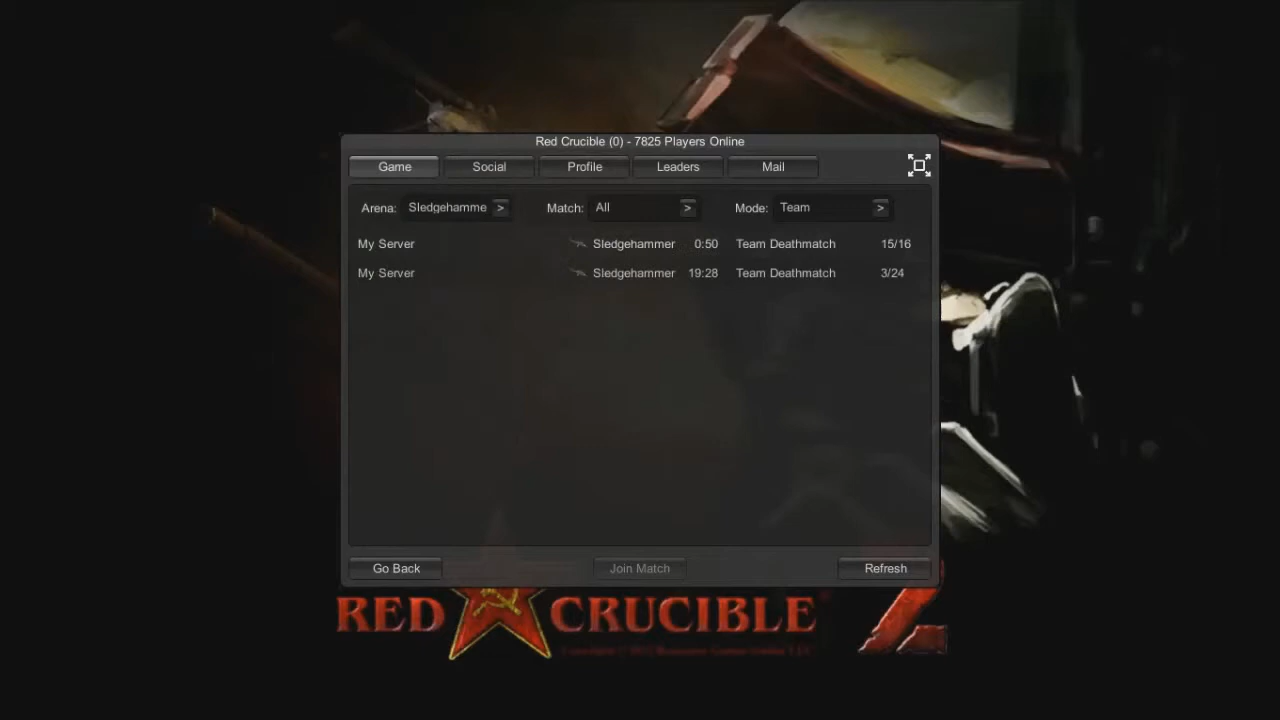 Red Crucible (0) - 7825 Players Online
Game Social Profile Leaders Mail
Arena: Sledgehamme > Match: All > Mode: Team >
My Server Sledgehammer 0:50 Team Deathmatch 15/16
My Server Sledgehammer 19:28 Team Deathmatch 3/24
Go Back Join Match Refresh
RED CRUCIBLE 2